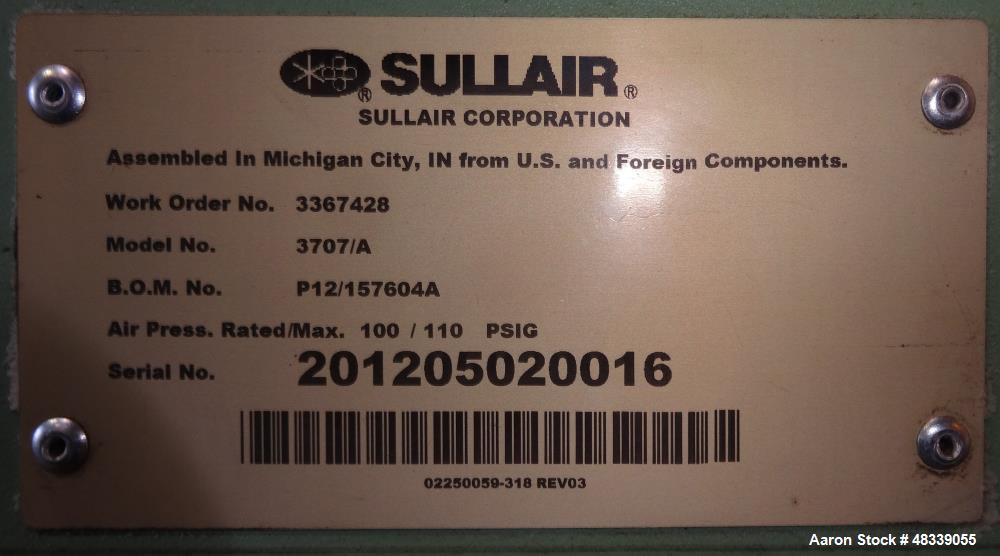 SULLAIR®
SULLAIR CORPORATION
Assembled In Michigan City, IN from U.S. and Foreign Components.
Work Order No. 3367428
Model No. 3707/A
B.O.M. No. P12/157604A
Air Press. Rated/Max. 100 / 110 PSIG
Serial No. 201205020016
02250059-318 REV03
Aaron Stock # 48339055